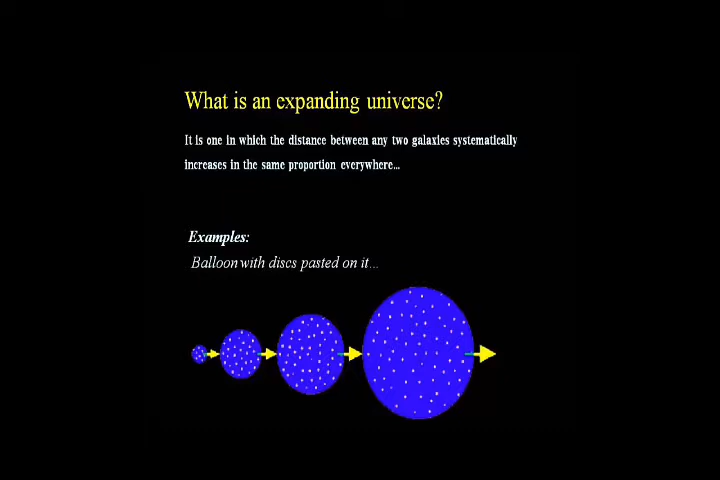 What is an expanding universe?
It is one in which the distance between any two galaxies systematically
increases in the same proportion everywhere...
Examples:
Balloon with discs pasted on it...